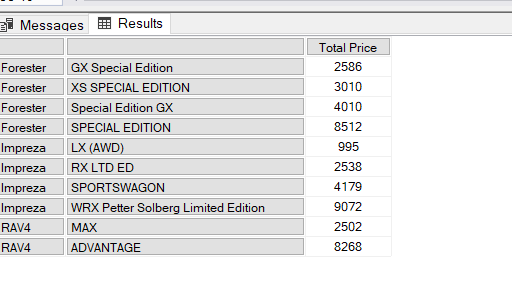 Messages Results
Total Price
Forester GX Special Edition 2586
Forester XS SPECIAL EDITION 3010
Forester Special Edition GX 4010
Forester SPECIAL EDITION 8512
Impreza LX (AWD) 995
Impreza RX LTD ED 2538
Impreza SPORTSWAGON 4179
Impreza WRX Petter Solberg Limited Edition 9072
RAV4 MAX 2502
RAV4 ADVANTAGE 8268